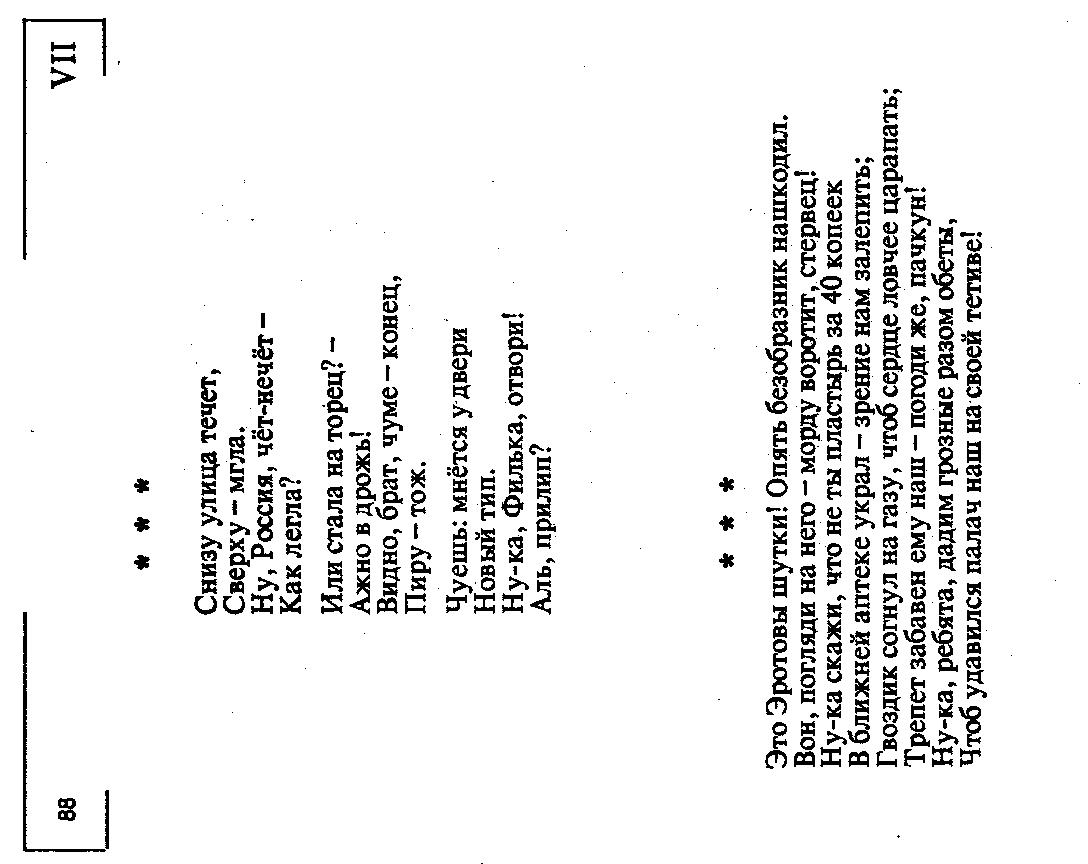 88
VII
* * *
Снизу улица течет,
Сверху – мгла.
Ну, Россия, чёт-нечёт –
Как легла?
Или стала на торец? –
Ажно в дрожь!
Видно, брат, чуме – конец,
Пиру – тож.
Чуешь: мнётся у двери
Новый тип.
Ну-ка, Филька, отвори!
Аль, прилип?
* * *
Это Эротовы шутки! Опять безобразник нашкодил.
Вон, погляди на него – морду воротит, стервец!
Ну-ка скажи, что не ты пластырь за 40 копеек
В ближней аптеке украл – зрение нам залепить;
Гвоздик согнул на газу, чтоб сердце ловчее царапать;
Трепет забавен ему наш – погоди же, пачкун!
Ну-ка, ребята, дадим грозные разом обеты,
Чтоб удавился палач наш на своей тетиве!